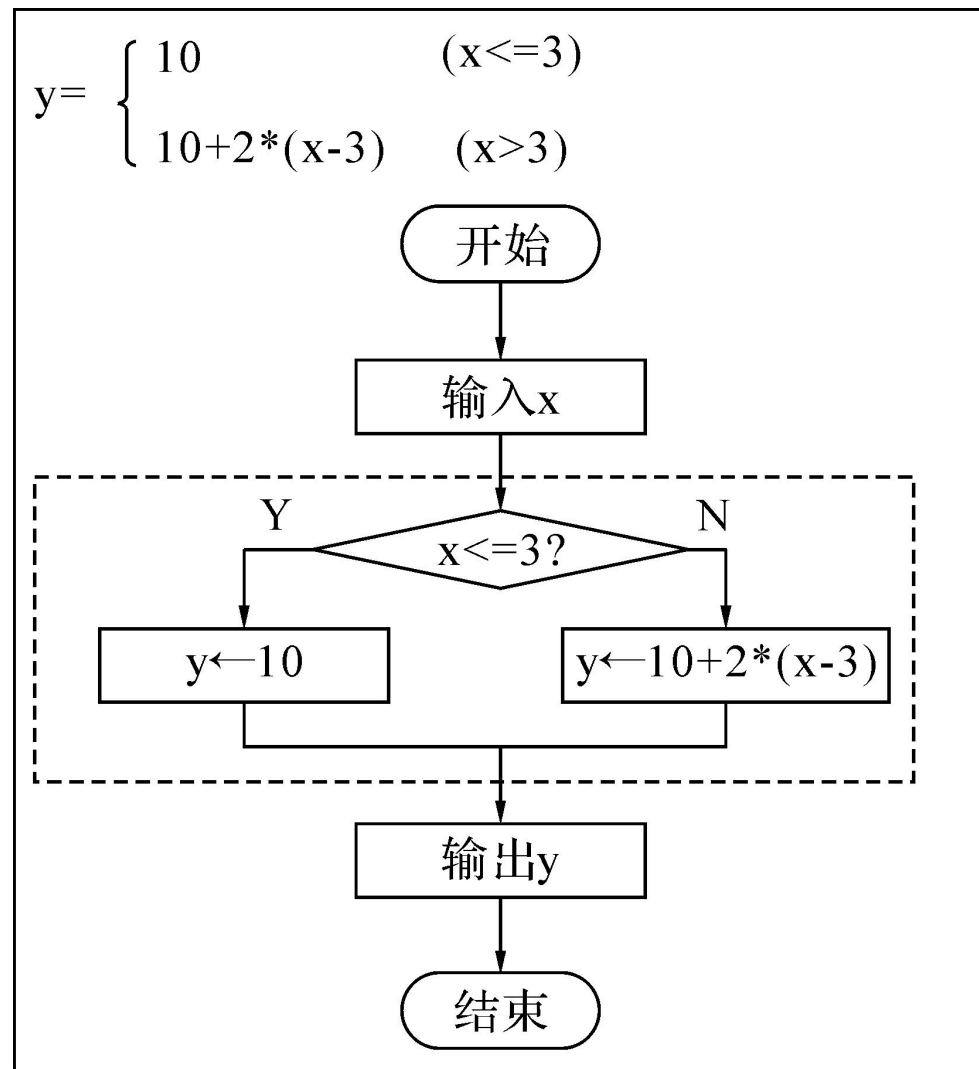 10 (x<=3)
y=
10+2*(x-3) (x>3)
开始
输入x
Y N
x<=3?
y←10 y←10+2*(x-3)
输出y
结束